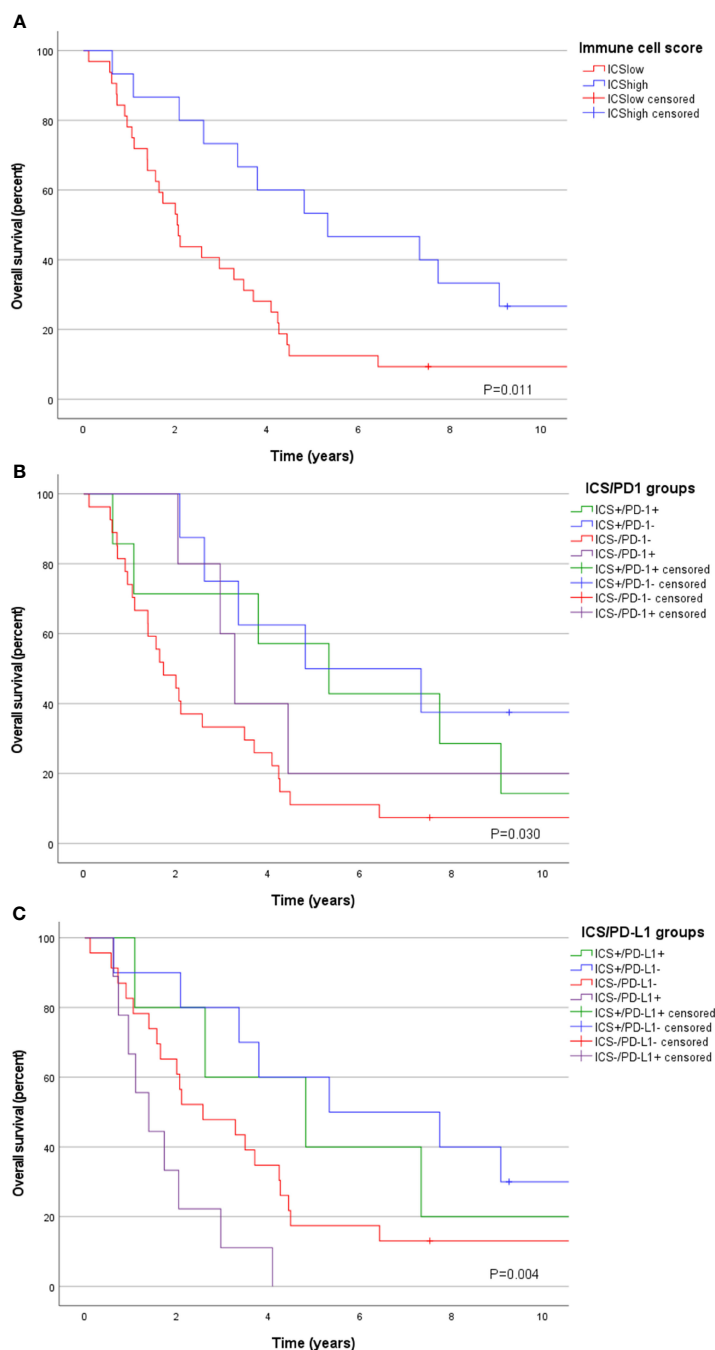 A
Immune cell score
ICSlow
ICShigh
ICSlow censored
ICShigh censored
Overall survival (percent)
100
80
60
40
20
0
P=0.011
0 2 4 6 8 10
Time (years)
B
ICS/PD1 groups
ICS+/PD-1+
ICS+/PD-1-
ICS-/PD-1-
ICS-/PD-1+
ICS+/PD-1+ censored
ICS+/PD-1- censored
ICS-/PD-1- censored
ICS-/PD-1+ censored
Overall survival (percent)
100
80
60
40
20
0
P=0.030
0 2 4 6 8 10
Time (years)
C
ICS/PD-L1 groups
ICS+/PD-L1+
ICS+/PD-L1-
ICS-/PD-L1-
ICS-/PD-L1+
ICS+/PD-L1+ censored
ICS+/PD-L1- censored
ICS-/PD-L1- censored
ICS-/PD-L1+ censored
Overall survival (percent)
100
80
60
40
20
0
P=0.004
0 2 4 6 8 10
Time (years)